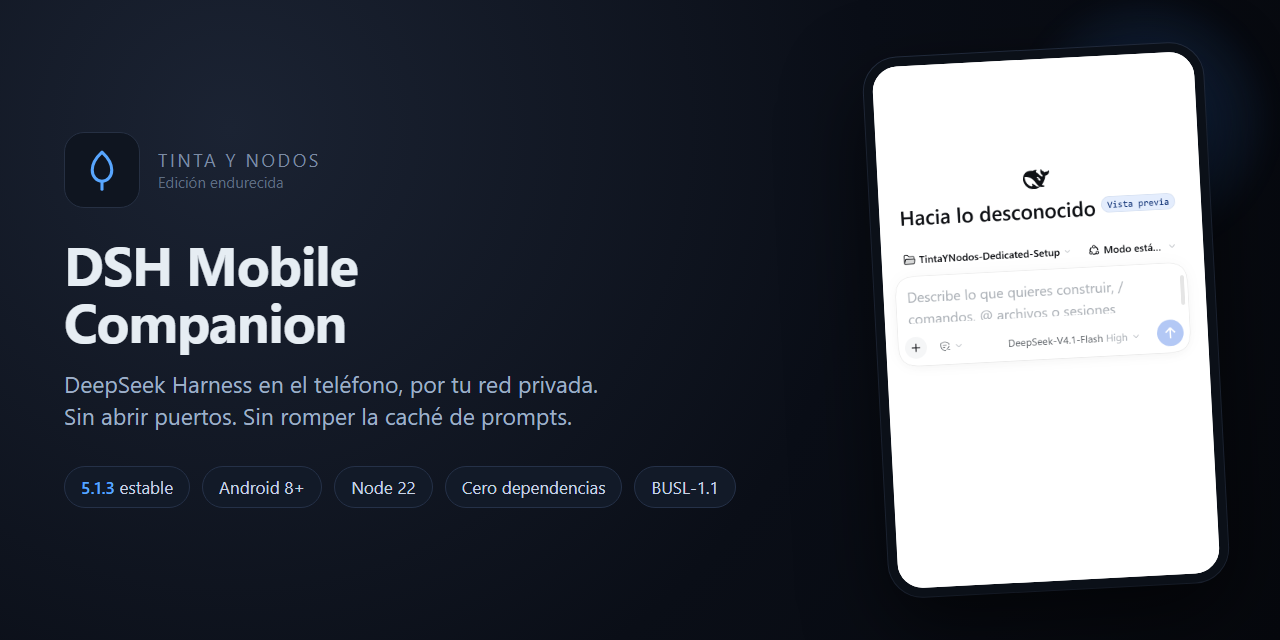 TINTA Y NODOS
Edición endurecida
DSH Mobile
Companion
DeepSeek Harness en el teléfono, por tu red privada.
Sin abrir puertos. Sin romper la caché de prompts.
5.1.3 estable
Android 8+
Node 22
Cero dependencias
BUSL-1.1
Hacia lo desconocido
Vista previa
TintaYNodos-Dedicated-Setup
Modo está...
Describe lo que quieres construir, /
comandos, @ archivos o sesiones
DeepSeek-V4.1-Flash High